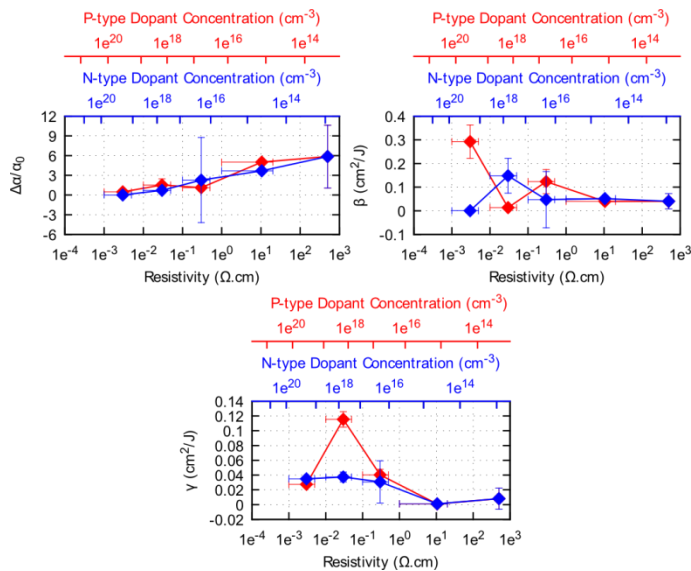 P-type Dopant Concentration (cm-3)
1e20 1e18 1e16 1e14
N-type Dopant Concentration (cm-3)
1e20 1e18 1e16 1e14
12
9
6
3
0
-3
-6
Δα/α0
10-4 10-3 10-2 10-1 100 101 102 103
Resistivity (Ω.cm)
P-type Dopant Concentration (cm-3)
1e20 1e18 1e16 1e14
N-type Dopant Concentration (cm-3)
1e20 1e18 1e16 1e14
0.4
0.3
0.2
0.1
0
-0.1
β (cm2/J)
10-4 10-3 10-2 10-1 100 101 102 103
Resistivity (Ω.cm)
P-type Dopant Concentration (cm-3)
1e20 1e18 1e16 1e14
N-type Dopant Concentration (cm-3)
1e20 1e18 1e16 1e14
0.14
0.12
0.1
0.08
0.06
0.04
0.02
0
-0.02
γ (cm2/J)
10-4 10-3 10-2 10-1 100 101 102 103
Resistivity (Ω.cm)